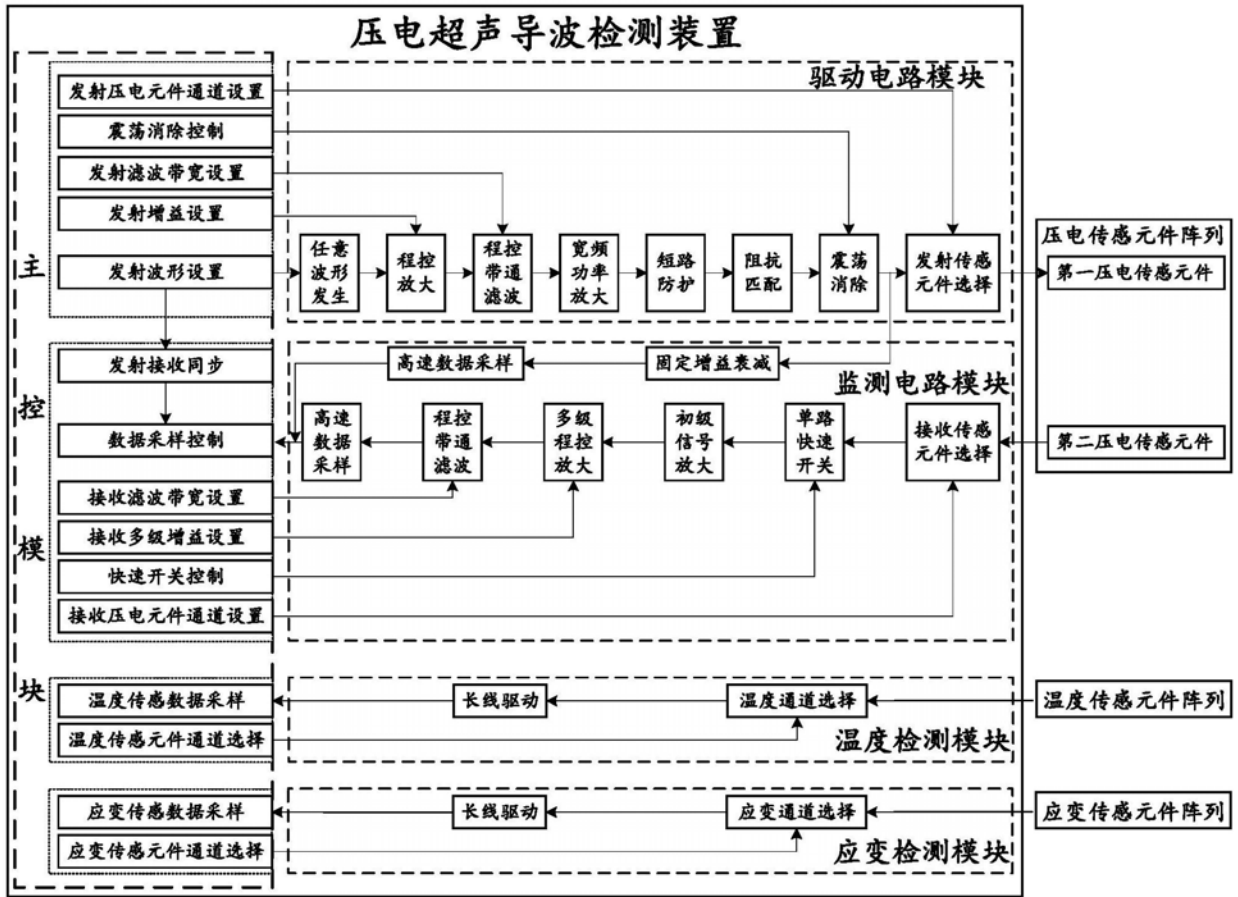 压电超声导波检测装置
主控模块
发射压电元件通道设置
震荡消除控制
发射滤波带宽设置
发射增益设置
发射波形设置
驱动电路模块
任意
波形
发生
程控
放大
程控
带通
滤波
宽频
功率
放大
短路
防护
阻抗
匹配
震荡
消除
发射传感
元件选择
压电传感元件阵列
第一压电传感元件
第二压电传感元件
发射接收同步
数据采样控制
接收滤波带宽设置
接收多级增益设置
快速开关控制
接收压电元件通道设置
高速数据采样
固定增益衰减
监测电路模块
高速
数据
采样
程控
带通
滤波
多级
程控
放大
初级
信号
放大
单路
快速
开关
接收传感
元件选择
温度传感数据采样
温度传感元件通道选择
长线驱动
温度通道选择
温度检测模块
温度传感元件阵列
应变传感数据采样
应变传感元件通道选择
长线驱动
应变通道选择
应变检测模块
应变传感元件阵列